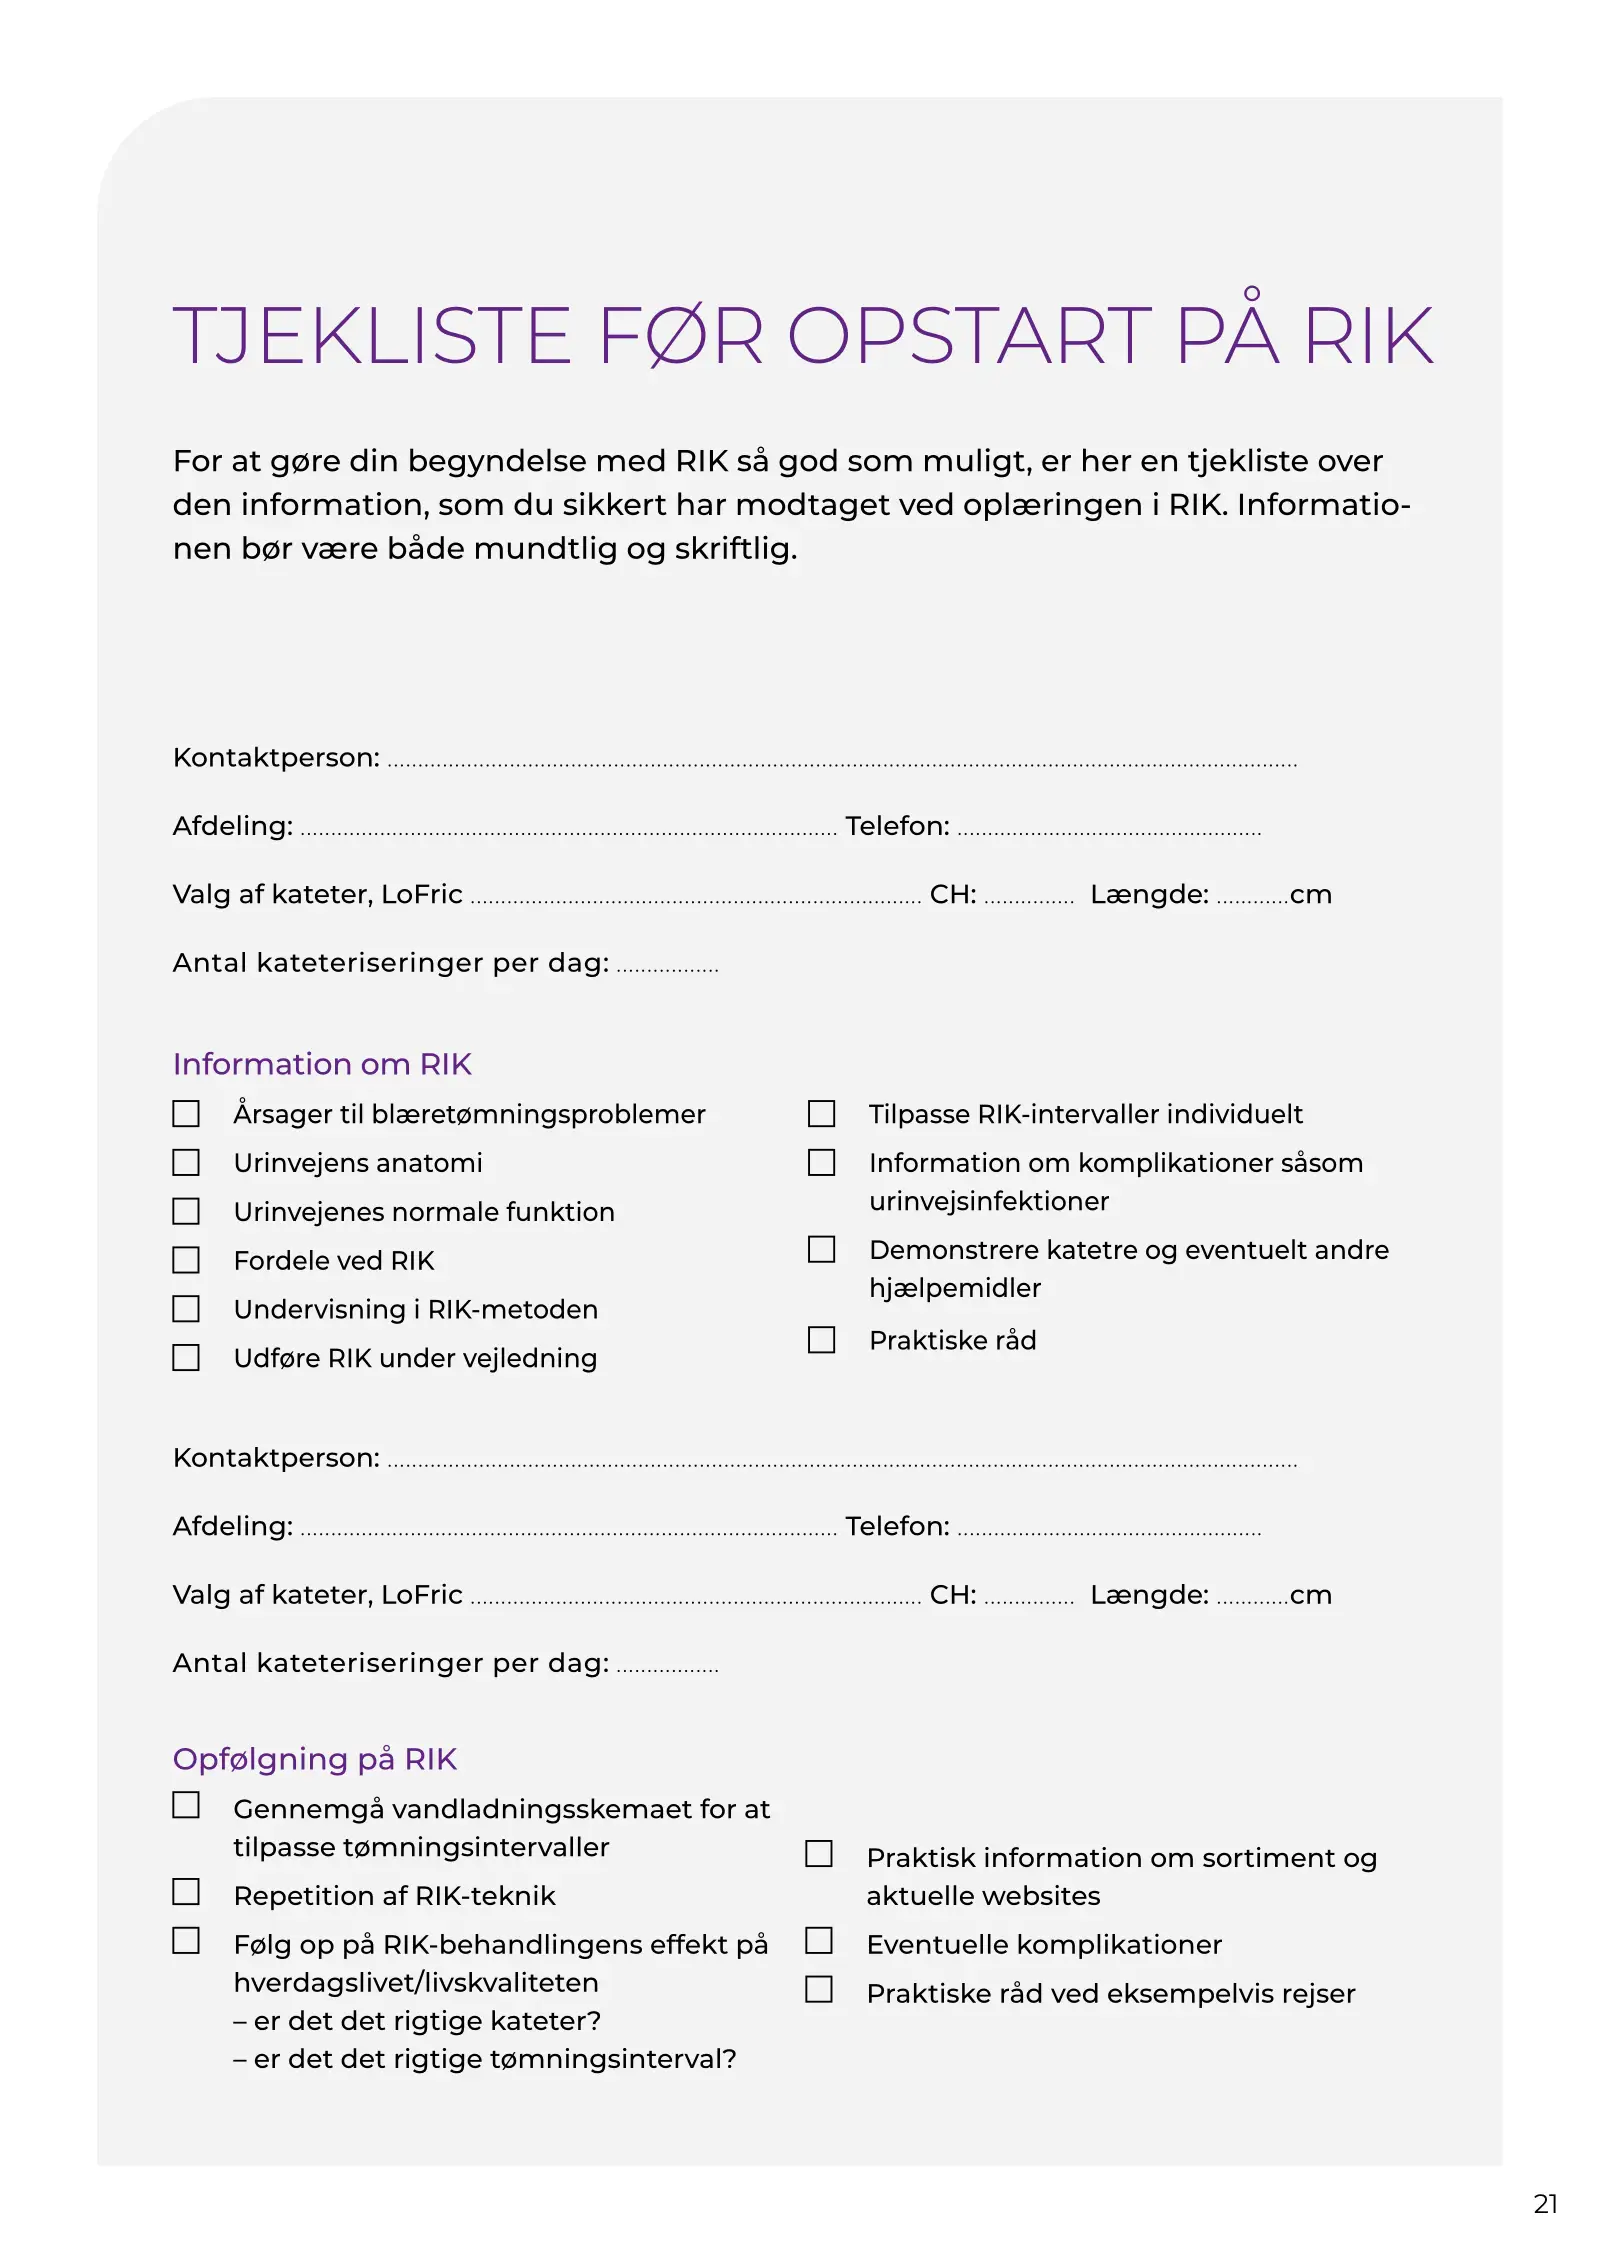 TJEKLISTE FØR OPSTART PÅ RIK
For at gøre din begyndelse med RIK så god som muligt, er her en tjekliste over
den information, som du sikkert har modtaget ved oplæringen i RIK. Informatio-
nen bør være både mundtlig og skriftlig.
Kontaktperson: ........................................................................
Afdeling: ........................................ Telefon: ........................................
Valg af kateter, LoFric ........................................ CH: ............... Længde: ............cm
Antal kateteriseringer per dag: .................
Information om RIK
Årsager til blæretømningsproblemer
Urinvejens anatomi
Urinvejenes normale funktion
Fordele ved RIK
Undervisning i RIK-metoden
Udføre RIK under vejledning
Tilpasse RIK-intervaller individuelt
Information om komplikationer såsom
urinvejsinfektioner
Demonstrere katetre og eventuelt andre
hjælpemidler
Praktiske råd
Kontaktperson: ........................................................................
Afdeling: ........................................ Telefon: ........................................
Valg af kateter, LoFric ........................................ CH: ............... Længde: ............cm
Antal kateteriseringer per dag: .................
Opfølgning på RIK
Gennemgå vandladningsskemaet for at
tilpasse tømningsintervaller
Repetition af RIK-teknik
Følg op på RIK-behandlingens effekt på
hverdagslivet/livskvaliteten
– er det det rigtige kateter?
– er det det rigtige tømningsinterval?
Praktisk information om sortiment og
aktuelle websites
Eventuelle komplikationer
Praktiske råd ved eksempelvis rejser
21